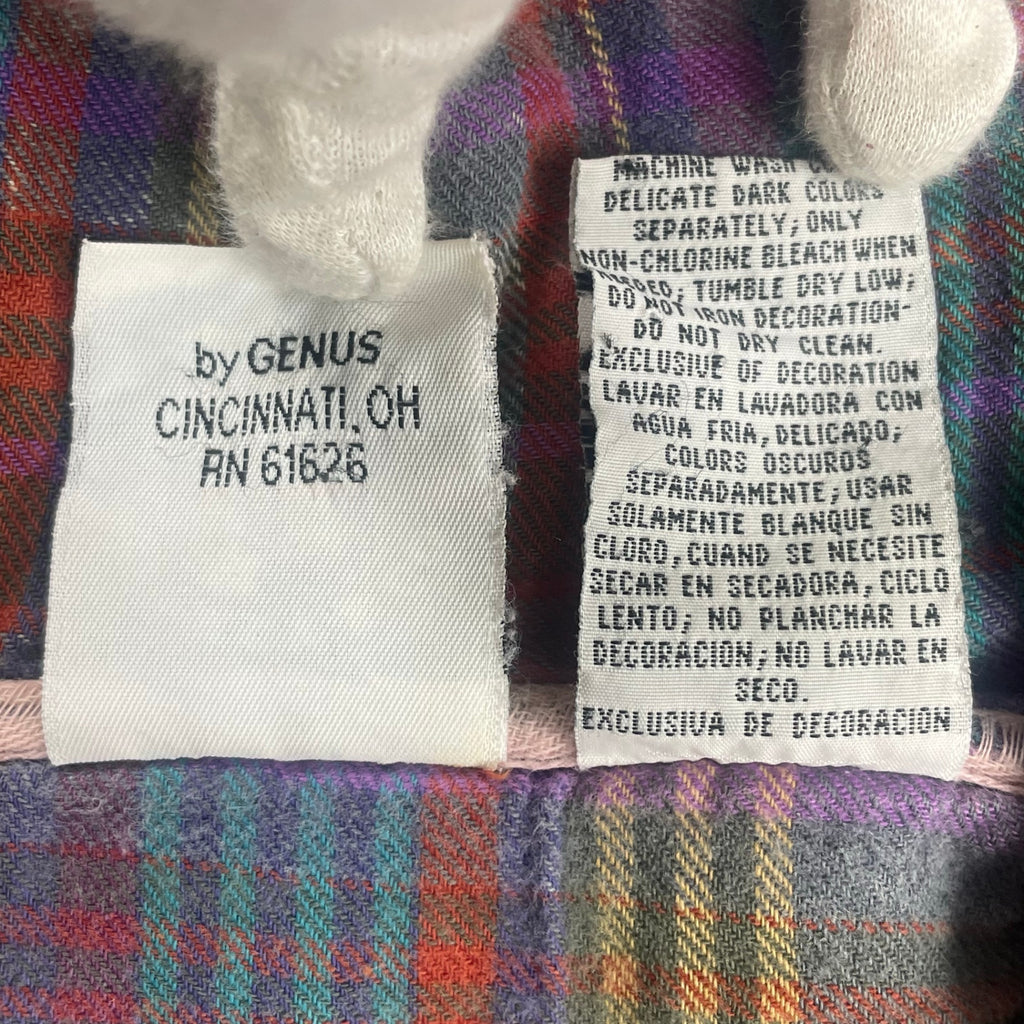 by GENUS
CINCINNATI, OH
RN 61626
MACHINE WASH
DELICATE DARK COLORS
SEPARATELY; ONLY
NON-CHLORINE BLEACH WHEN
NEEDED, TUMBLE DRY LOW;
DO NOT IRON DECORATION-
DO NOT DRY CLEAN.
EXCLUSIVE OF DECORATION
LAVAR EN LAVADORA CON
AGUA FRIA, DELICADO;
COLORS OSCUROS
SEPARADAMENTE; USAR
SOLAMENTE BLANQUE SIN
CLORO, CUANDO SE NECESITE
SECAR EN SECADORA, CICLO
LENTO; NO PLANCHAR LA
DECORACION; NO LAVAR EN
SECO.
EXCLUSIVA DE DECORACION